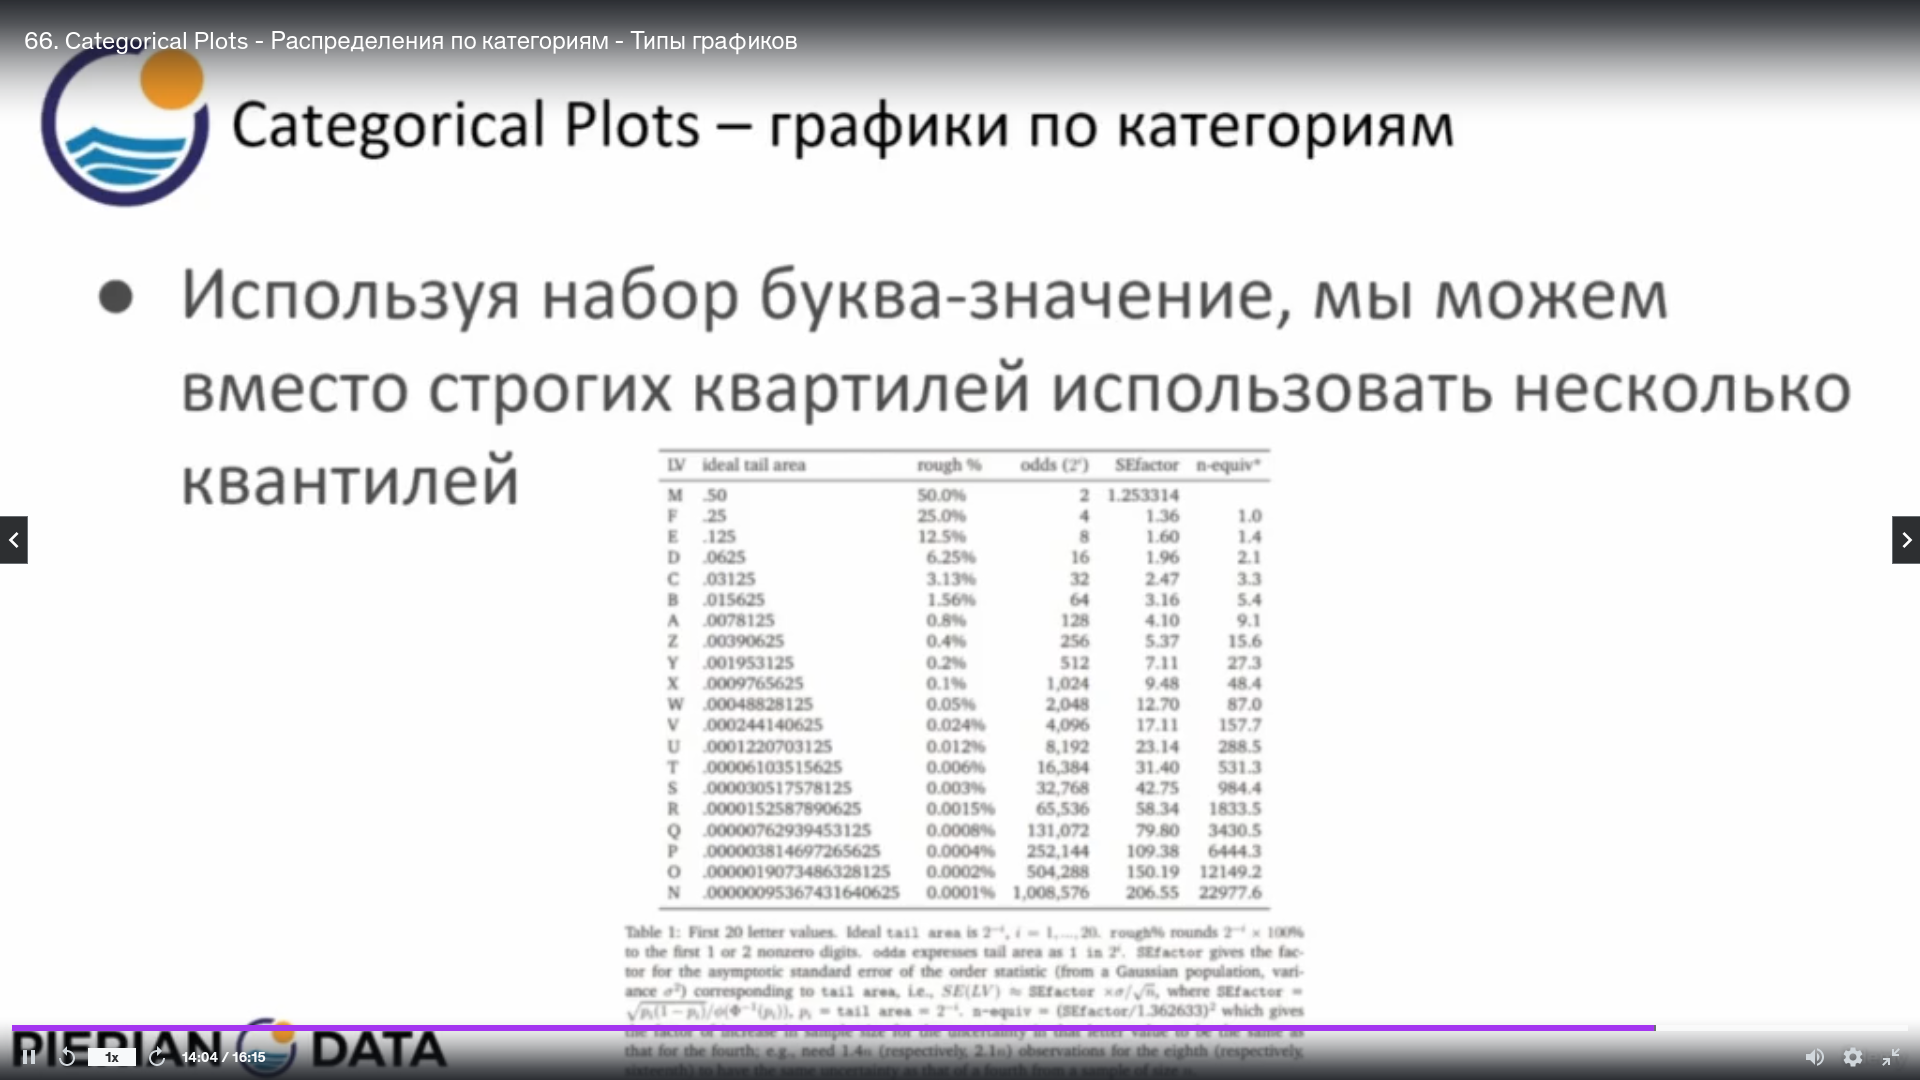 66. Categorical Plots - Распределения по категориям - Типы графиков
Categorical Plots – графики по категориям
● Используя набор буква-значение, мы можем
вместо строгих квартилей использовать несколько
квантилей
LV ideal tail area rough % odds (2^i) SEfactor n-equiv*
M .50 50.0% 2 1.253314
F .25 25.0% 4 1.36 1.0
E .125 12.5% 8 1.60 1.4
D .0625 6.25% 16 1.96 2.1
C .03125 3.13% 32 2.47 3.3
B .015625 1.56% 64 3.16 5.4
A .0078125 0.8% 128 4.10 9.1
Z .00390625 0.4% 256 5.37 15.6
Y .001953125 0.2% 512 7.11 27.3
X .0009765625 0.1% 1,024 9.48 48.4
W .00048828125 0.05% 2,048 12.70 87.0
V .000244140625 0.024% 4,096 17.11 157.7
U .0001220703125 0.012% 8,192 23.14 288.5
T .00006103515625 0.006% 16,384 31.40 531.3
S .000030517578125 0.003% 32,768 42.75 984.4
R .0000152587890625 0.0015% 65,536 58.34 1833.5
Q .00000762939453125 0.0008% 131,072 79.80 3430.5
P .000003814697265625 0.0004% 252,144 109.38 6444.3
O .0000019073486328125 0.0002% 504,288 150.19 12149.2
N .00000095367431640625 0.0001% 1,008,576 206.55 22977.6
Table 1: First 20 letter values. Ideal tail area is 2^−i, i = 1,...,20. rough% rounds 2^−i × 100%
to the first 1 or 2 nonzero digits. odds expresses tail area as 1 in 2^i. SEfactor gives the fac-
tor for the asymptotic standard error of the order statistic (from a Gaussian population, vari-
ance σ²) corresponding to tail area, i.e., SE(LV) ≈ SEfactor ×σ/√n, where SEfactor =
√pi(1 − pi)/φ(Φ^−1(pi)), pi = tail area = 2^−i. n-equiv = (SEfactor/1.362633)² which gives
the factor of increase in sample size for the uncertainty in that letter value to be the same as
that for the fourth; e.g., need 1.4n (respectively, 2.1n) observations for the eighth (respectively,
sixteenth) to have the same uncertainty as that of a fourth from a sample of size n.
PIERIAN DATA
1x 14:04 / 16:15